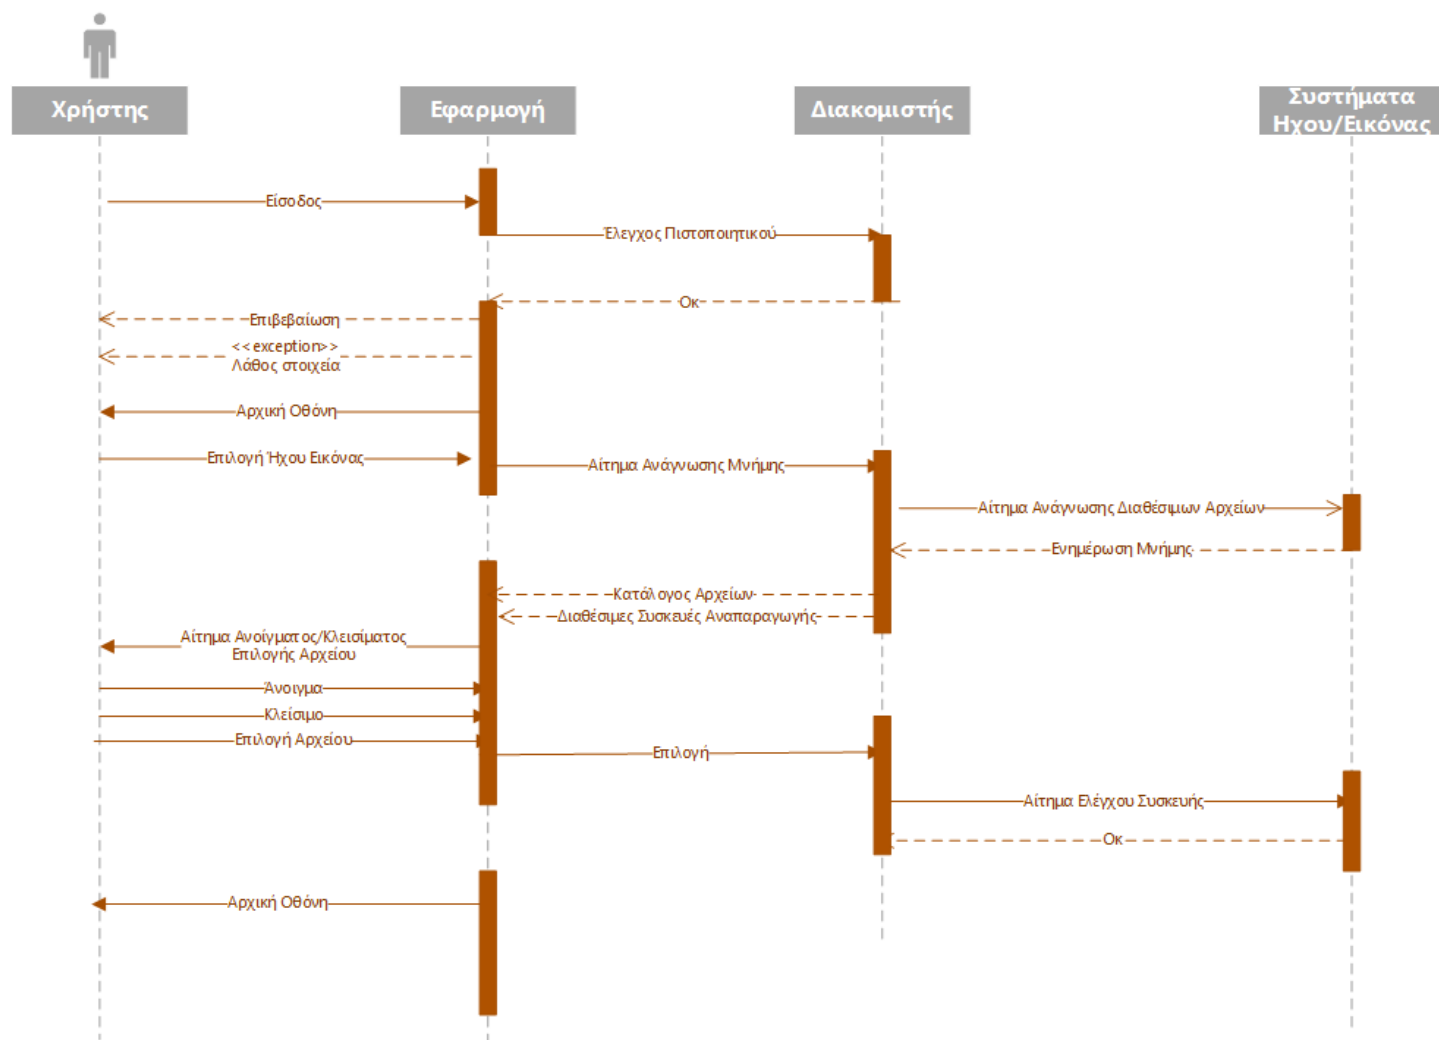 Χρήστης
Εφαρμογή
Διακομιστής
Συστήματα
Ηχου/Εικόνας
Είσοδος
Έλεγχος Πιστοποιητικού
Οκ
Επιβεβαίωση
<<exception>>
Λάθος στοιχεία
Αρχική Οθόνη
Επιλογή Ήχου Εικόνας
Αίτημα Ανάγνωσης Μνήμης
Αίτημα Ανάγνωσης Διαθέσιμων Αρχείων
Ενημέρωση Μνήμης
Κατάλογος Αρχείων
Διαθέσιμες Συσκευές Αναπαραγωγής
Αίτημα Ανοίγματος/Κλεισίματος
Επιλογής Αρχείου
Άνοιγμα
Κλείσιμο
Επιλογή Αρχείου
Επιλογή
Αίτημα Ελέγχου Συσκευής
Οκ
Αρχική Οθόνη